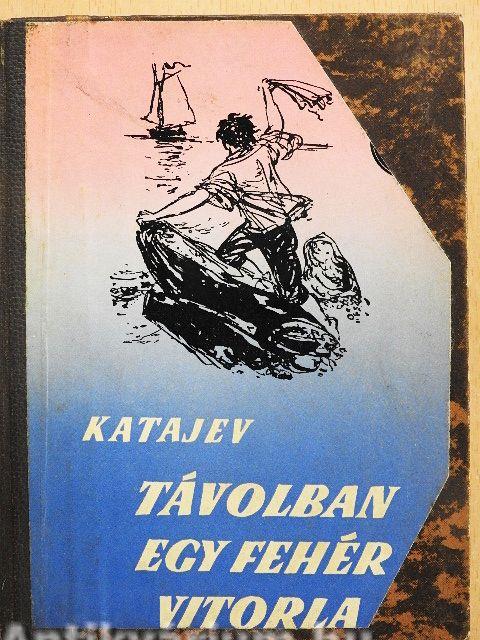 KATAJEV
TÁVOLBAN
EGY FEHÉR
VITORLA